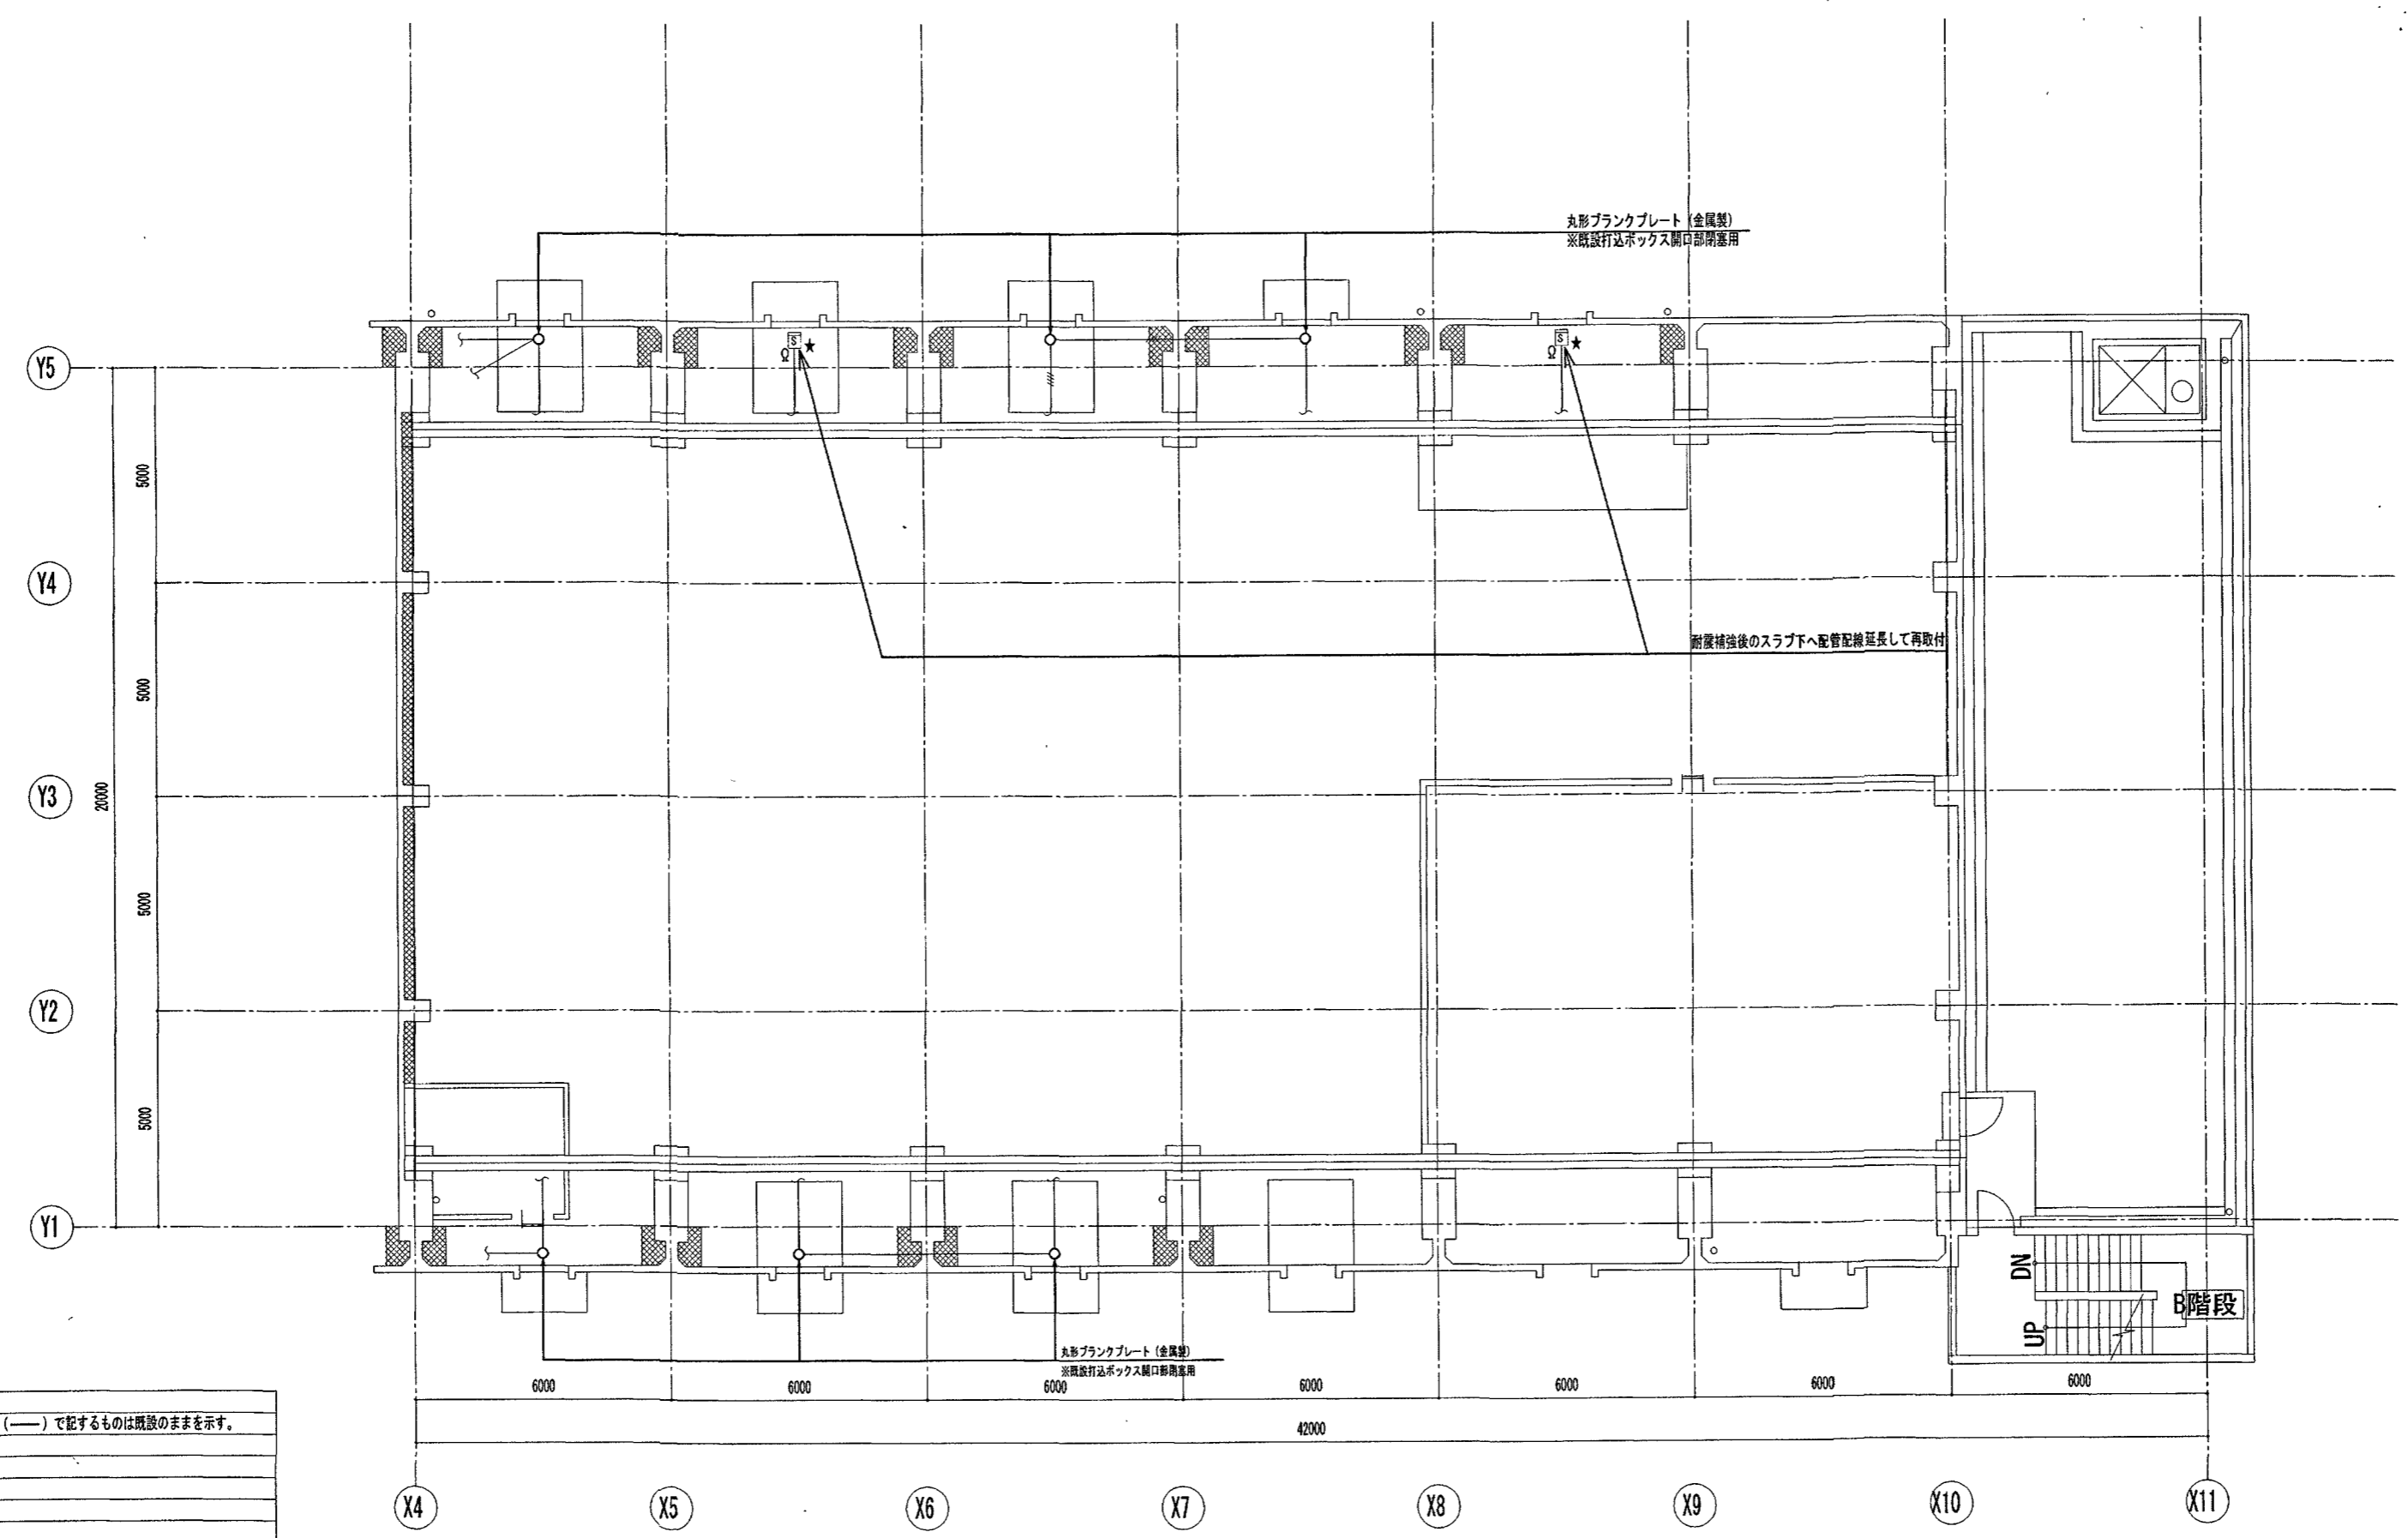 丸形ブランクプレート（金属製）
※既設打込ボックス開口部閉塞用
Y5
S
★
Ω
S
★
Ω
5000
Y4
耐震補強後のスラブ下へ配管配線延長して再取付
5000
Y3
20000
5000
Y2
5000
Y1
DN
B階段
UP
丸形ブランクプレート（金属製）
※既設打込ボックス開口部閉塞用
6000
6000
6000
6000
6000
6000
6000
(――) で記するものは既設のままを示す。
42000
X4
X5
X6
X7
X8
X9
X10
X11